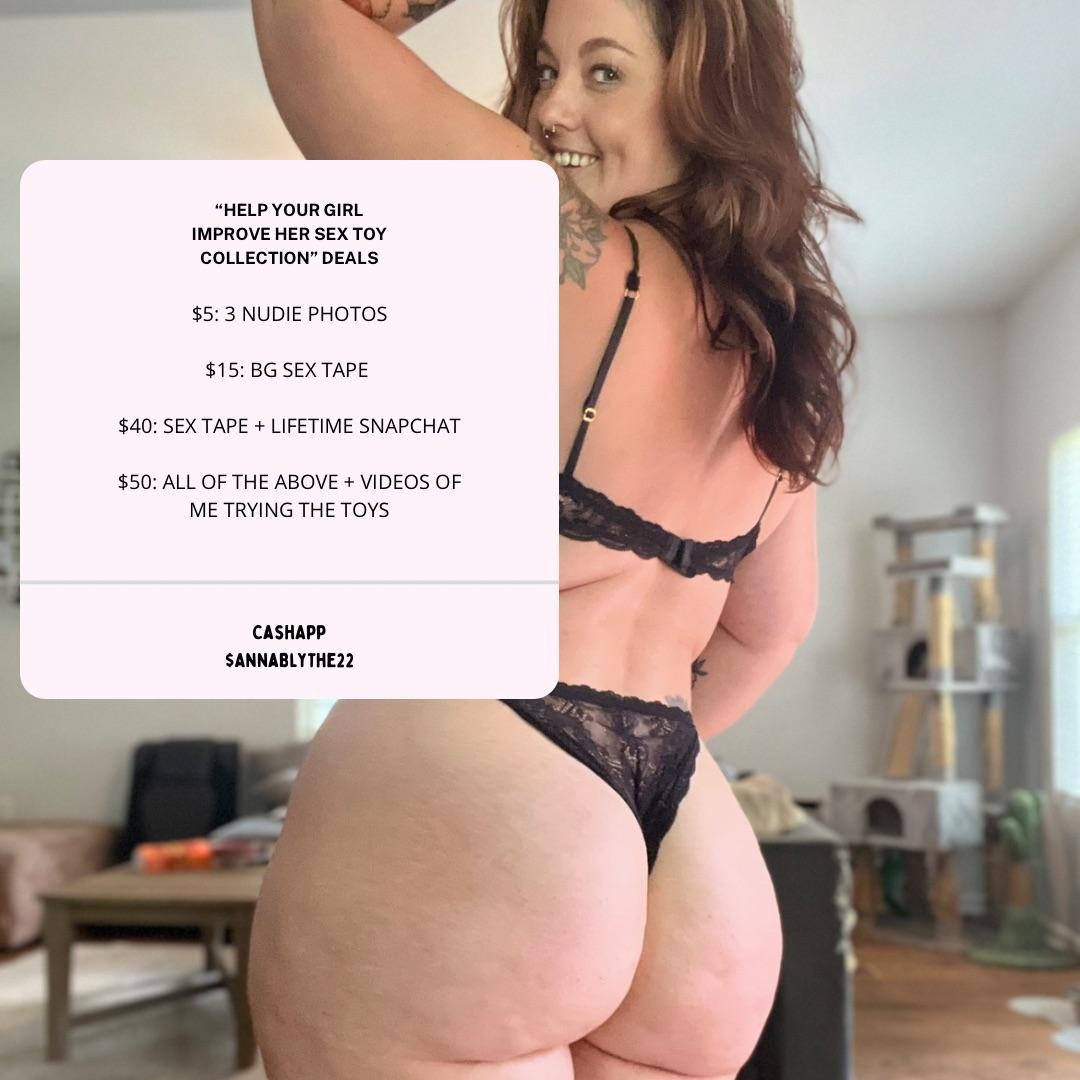 “HELP YOUR GIRL
IMPROVE HER SEX TOY
COLLECTION” DEALS
$5: 3 NUDIE PHOTOS
$15: BG SEX TAPE
$40: SEX TAPE + LIFETIME SNAPCHAT
$50: ALL OF THE ABOVE + VIDEOS OF
ME TRYING THE TOYS
CASHAPP
$ANNABLYTHE22